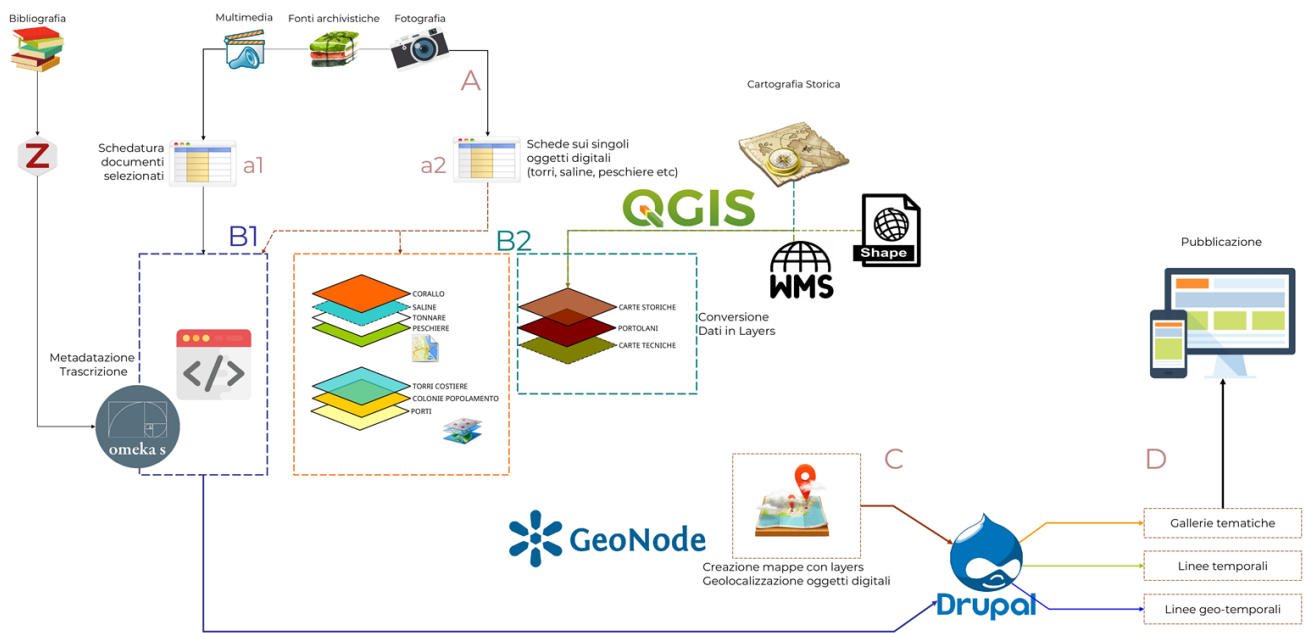 Bibliografia
Multimedia
Fonti archivistiche
Fotografia
A
Cartografia Storica
Z
Schedatura
documenti
selezionati
a1
a2
Schede sui singoli
oggetti digitali
(torri, saline, peschiere etc)
QGIS
B1
B2
Shape
WMS
Pubblicazione
CORALLO
SALINE
TONNARE
PESCHIERE
CARTE STORICHE
PORTOLANI
CARTE TECNICHE
Conversione
Dati in Layers
Metadatazione
Trascrizione
</>
omeka s
TORRI COSTIERE
COLONIE POPOLAMENTO
PORTI
C
D
GeoNode
Creazione mappe con layers
Geolocalizzazione oggetti digitali
Drupal
Gallerie tematiche
Linee temporali
Linee geo-temporali